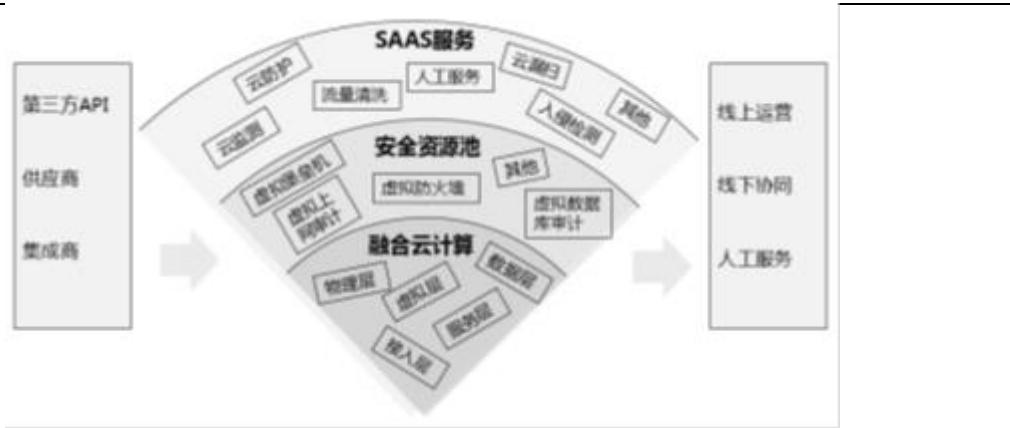 第三方API
供应商
集成商
SAAS服务
云防护
流量清洗
人工服务
云漏扫
其他
云监测
入侵检测
安全资源池
虚拟堡垒机
虚拟上
网审计
虚拟防火墙
其他
虚拟数据
库审计
融合云计算
物理层
虚拟层
数据层
服务层
接入层
线上运营
线下协同
人工服务